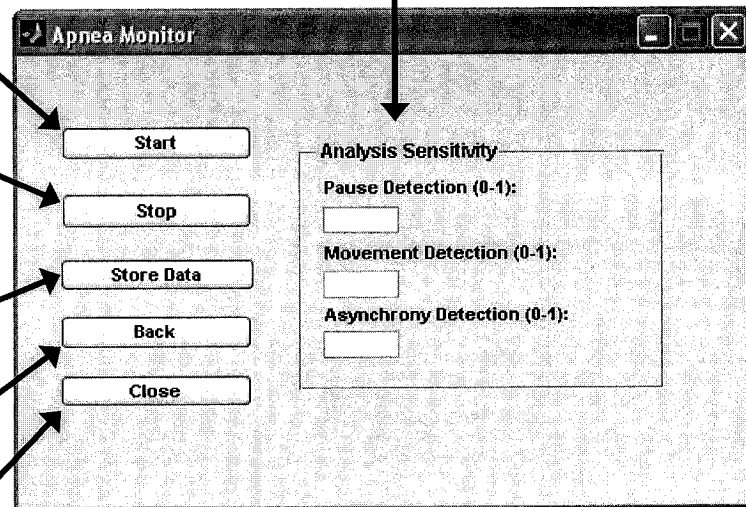 Apnea Monitor
Start
Stop
Store Data
Back
Close
Analysis Sensitivity
Pause Detection (0-1):
Movement Detection (0-1):
Asynchrony Detection (0-1):